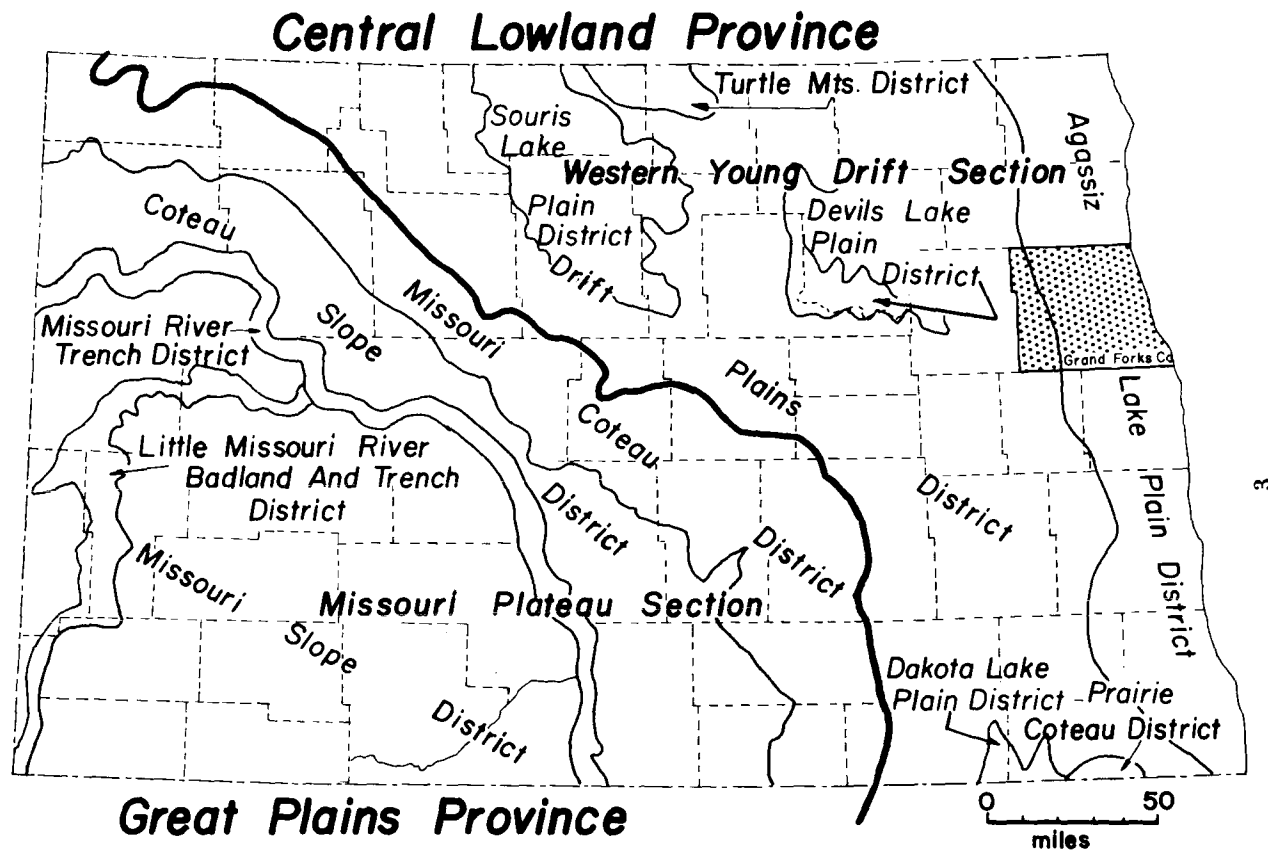 Central Lowland Province
Turtle Mts. District
Souris
Lake
Plain
District
Western Young Drift Section
Agassiz
Lake
Plain District
Devils Lake
Plain
District
Drift
Plains
District
Grand Forks Co
Coteau
Slope
District
Missouri
Coteau
District
Missouri River
Trench District
Little Missouri River
Badland And Trench
District
Missouri
Slope
District
Missouri Plateau Section
Dakota Lake
Plain District
Prairie
Coteau District
Great Plains Province
0 50
miles
3